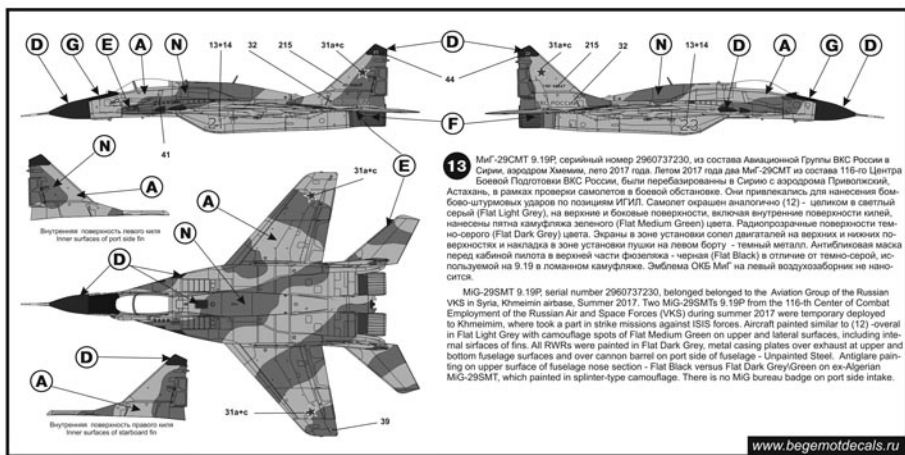 D G E A N 13+14 32 215 31a+c D 31a+c 215 32 N 13+14 D A G D
44
F
41
N
A
Внутренняя поверхность левого киля
Inner surfaces of port side fin
31a+c
E
A
N
D
D
A
Внутренняя поверхность правого киля
Inner surfaces of starboard fin
31a+c
39
13 МиГ-29СМТ 9.19Р, серийный номер 2960737230, из состава Авиационной Группы ВКС России в
Сирии, аэродром Хмемим, лето 2017 года. Летом 2017 года два МиГ-29СМТ из состава 116-го Центра
Боевой Подготовки ВКС России, были перебазированы в Сирию с аэродрома Приволжский,
Астахань, в рамках проверки самолетов в боевой обстановке. Они привлекались для нанесения бом-
бово-штурмовых ударов по позициям ИГИЛ. Самолет окрашен аналогично (12) - целиком в светлый
серый (Flat Light Grey), на верхние и боковые поверхности, включая внутренние поверхности килей,
нанесены пятна камуфляжа зеленого (Flat Medium Green) цвета. Радиопрозрачные поверхности тем-
но-серого (Flat Dark Grey) цвета. Экраны в зоне установки сопел двигателей на верхних и нижних по-
верхностях и накладка в зоне установки пушки на левом борту - темный металл. Антибликовая маска
перед кабиной пилота в верхней части фюзеляжа - черная (Flat Black) в отличие от темно-серой, ис-
пользуемой на 9.19 в ломанном камуфляже. Эмблема ОКБ МиГ на левый воздухозаборник не нано-
сится.
MiG-29SMT 9.19P, serial number 2960737230, belonged belonged to the Aviation Group of the Russian
VKS in Syria, Khmeimin airbase, Summer 2017. Two MiG-29SMTs 9.19P from the 116-th Center of Combat
Employment of the Russian Air and Space Forces (VKS) during summer 2017 were temporary deployed
to Khmeimim, where took a part in strike missions against ISIS forces. Aircraft painted similar to (12) -overal
in Flat Light Grey with camouflage spots of Flat Medium Green on upper and lateral surfaces, including inte-
rnal sirfaces of fins. All RWRs were painted in Flat Dark Grey, metal casing plates over exhaust at upper and
bottom fuselage surfaces and over cannon barrel on port side of fuselage - Unpainted Steel. Antiglare pain-
ting on upper surface of fuselage nose section - Flat Black versus Flat Dark Grey\Green on ex-Algerian
MiG-29SMT, which painted in splinter-type camouflage. There is no MiG bureau badge on port side intake.
www.begemotdecals.ru